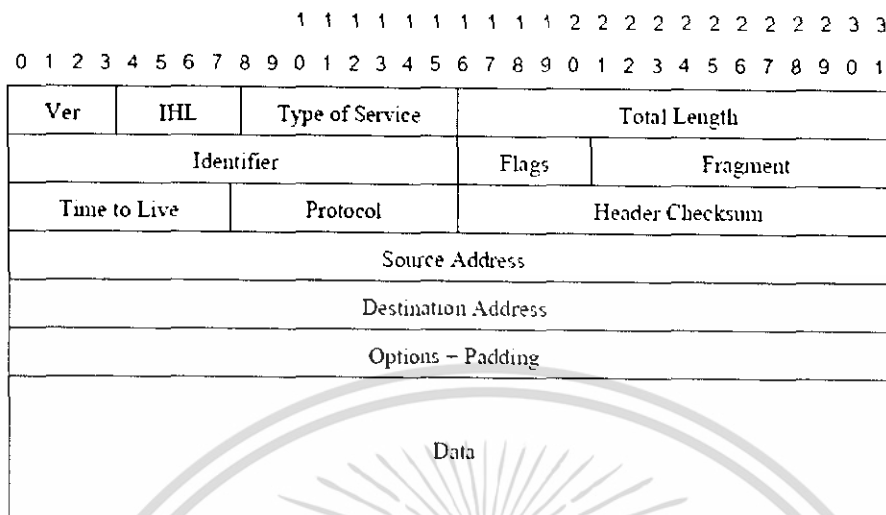 1 1 1 1 1 1 1 1 1 1 2 2 2 2 2 2 2 2 2 2 3 3
0 1 2 3 4 5 6 7 8 9 0 1 2 3 4 5 6 7 8 9 0 1 2 3 4 5 6 7 8 9 0 1
Ver IHL Type of Service Total Length
Identifier Flags Fragment
Time to Live Protocol Header Checksum
Source Address
Destination Address
Options – Padding
Data